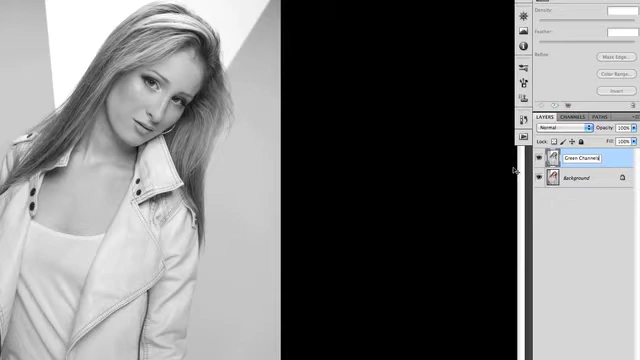 Density:
Feather:
Refine:
Mask Edge...
Color Range...
Invert
LAYERS CHANNELS PATHS
Normal Opacity: 100%
Lock: Fill: 100%
Green Channels
Background